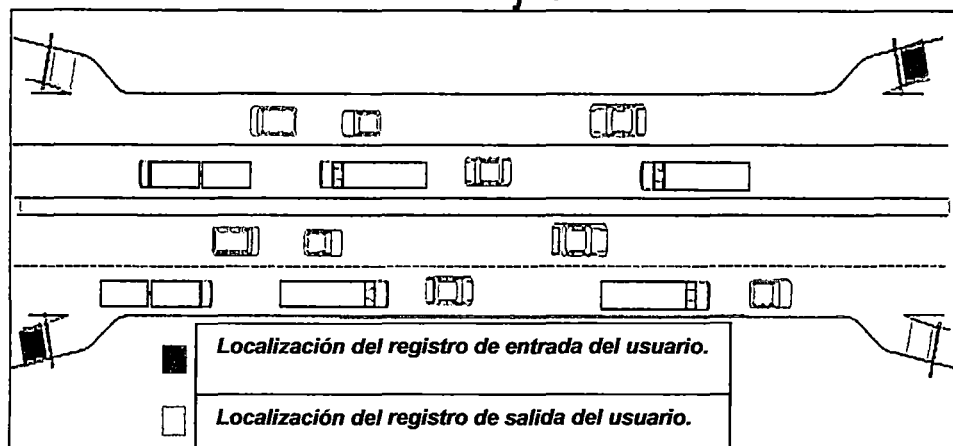 Localización del registro de entrada del usuario.
Localización del registro de salida del usuario.